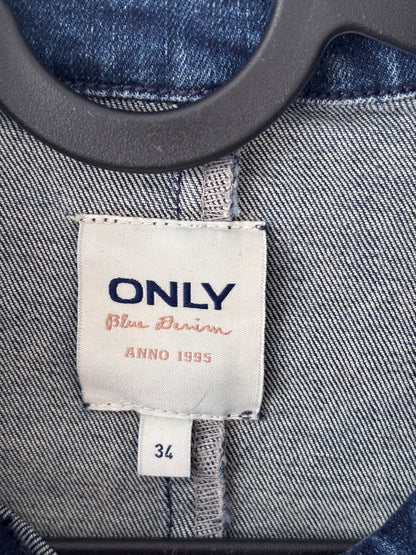 ONLY
Blue Denim
ANNO 1995
34